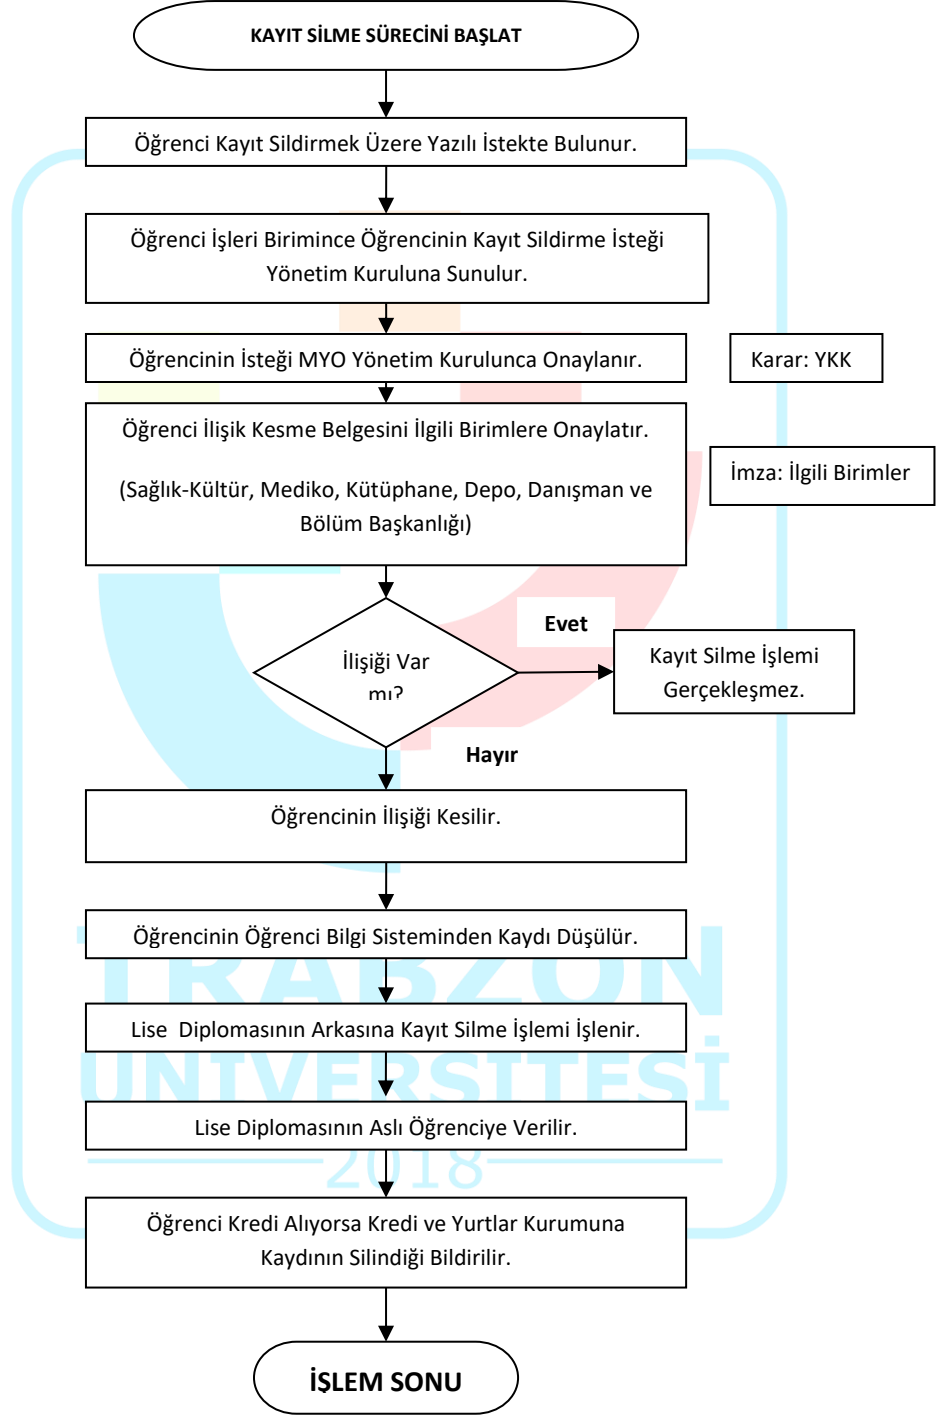 KAYIT SİLME SÜRECİNİ BAŞLAT
Öğrenci Kayıt Sildirmek Üzere Yazılı İstekte Bulunur.
Öğrenci İşleri Birimince Öğrencinin Kayıt Sildirme İsteği
Yönetim Kuruluna Sunulur.
Öğrencinin İsteği MYO Yönetim Kurulunca Onaylanır.
Karar: YKK
Öğrenci İlişik Kesme Belgesini İlgili Birimlere Onaylatır.
(Sağlık-Kültür, Mediko, Kütüphane, Depo, Danışman ve
Bölüm Başkanlığı)
İmza: İlgili Birimler
Evet
İlişiği Var
mı?
Kayıt Silme İşlemi
Gerçekleşmez.
Hayır
Öğrencinin İlişiği Kesilir.
Öğrencinin Öğrenci Bilgi Sisteminden Kaydı Düşülür.
TRABZON
Lise  Diplomasının Arkasına Kayıt Silme İşlemi İşlenir.
ÜNİVERSİTESİ
Lise Diplomasının Aslı Öğrenciye Verilir.
2018
Öğrenci Kredi Alıyorsa Kredi ve Yurtlar Kurumuna
Kaydının Silindiği Bildirilir.
İŞLEM SONU